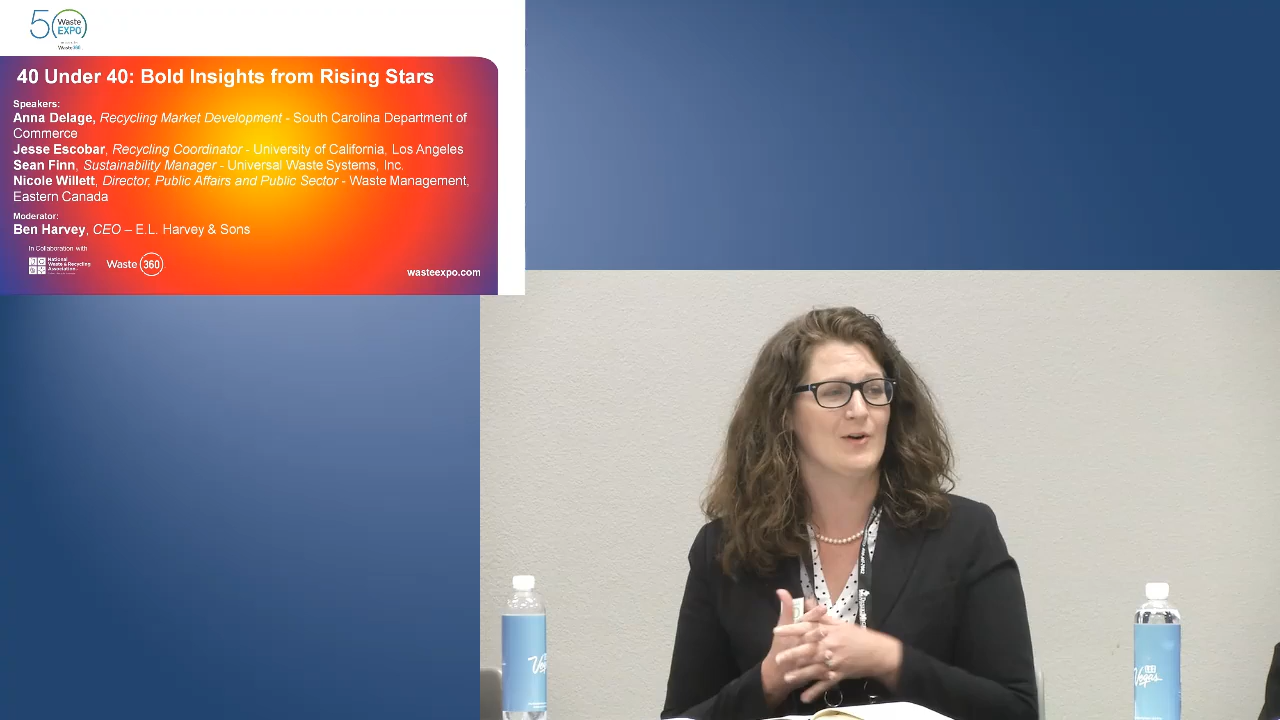 50
Waste
EXPO
Waste360
40 Under 40: Bold Insights from Rising Stars
Speakers:
Anna Delage, Recycling Market Development - South Carolina Department of
Commerce
Jesse Escobar, Recycling Coordinator - University of California, Los Angeles
Sean Finn, Sustainability Manager - Universal Waste Systems, Inc.
Nicole Willett, Director, Public Affairs and Public Sector - Waste Management,
Eastern Canada
Moderator:
Ben Harvey, CEO – E.L. Harvey & Sons
In Collaboration with
National
Waste & Recycling
Association
Waste 360
wasteexpo.com
Vegas